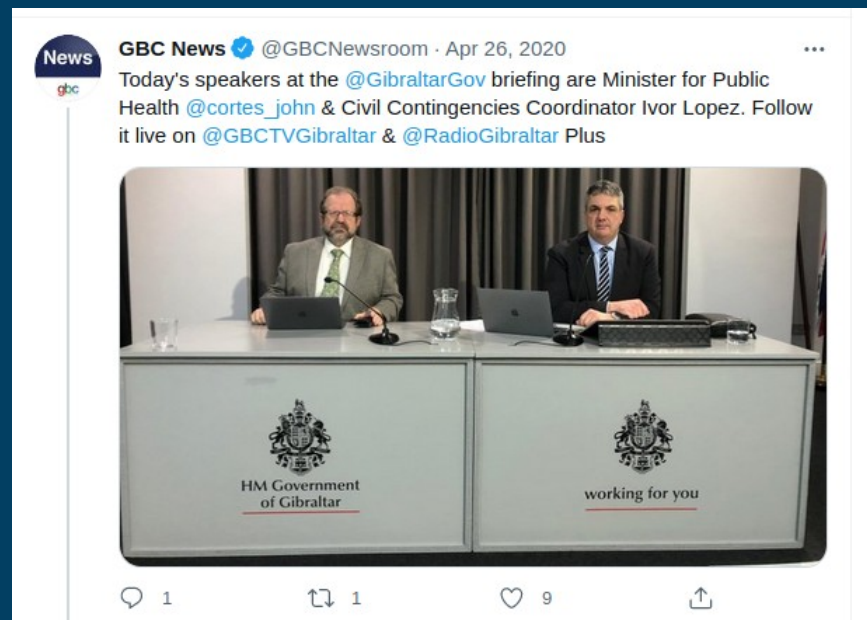 News
gbc
GBC News @GBCNewsroom · Apr 26, 2020
Today's speakers at the @GibraltarGov briefing are Minister for Public
Health @cortes_john & Civil Contingencies Coordinator Ivor Lopez. Follow
it live on @GBCTVGibraltar & @RadioGibraltar Plus
HM Government
of Gibraltar
working for you
1
1
9